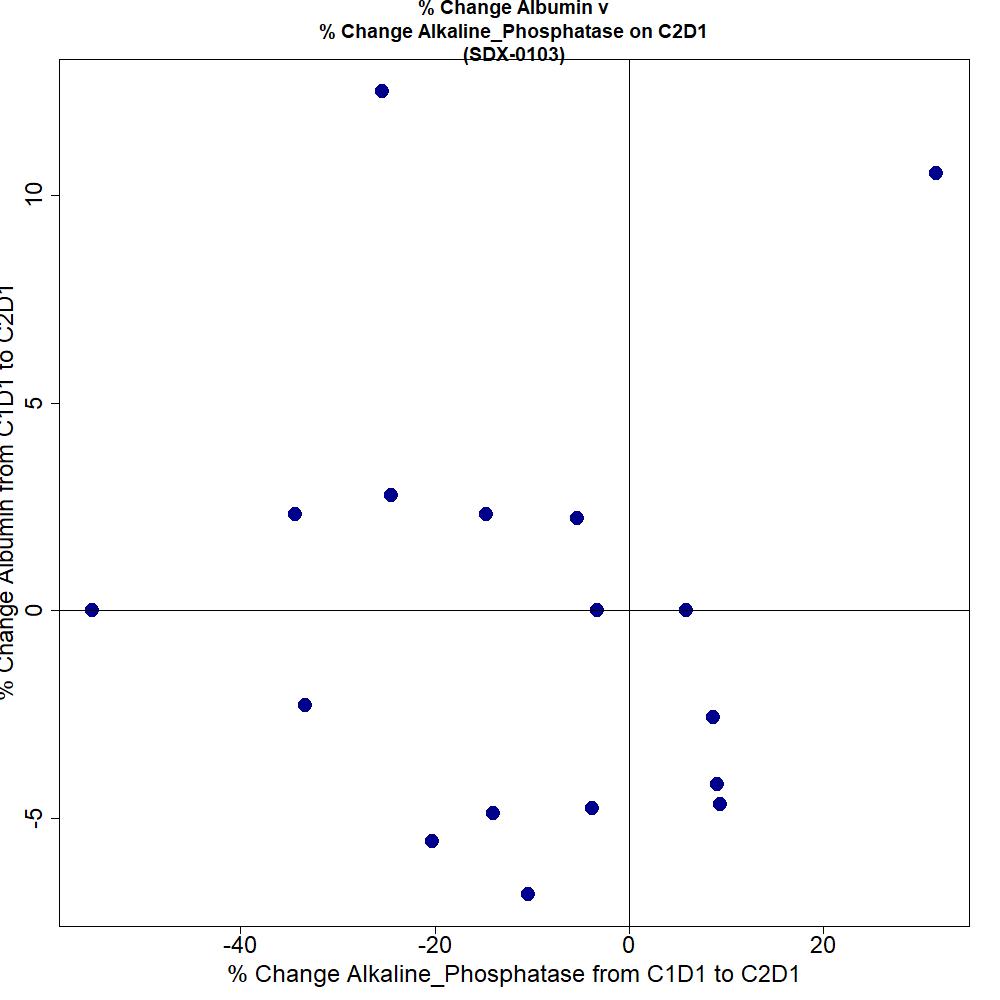 % Change Albumin v
% Change Alkaline_Phosphatase on C2D1
(SDX-0103)
% Change Albumin from C1D1 to C2D1
10
5
0
-5
-40
-20
0
20
% Change Alkaline_Phosphatase from C1D1 to C2D1